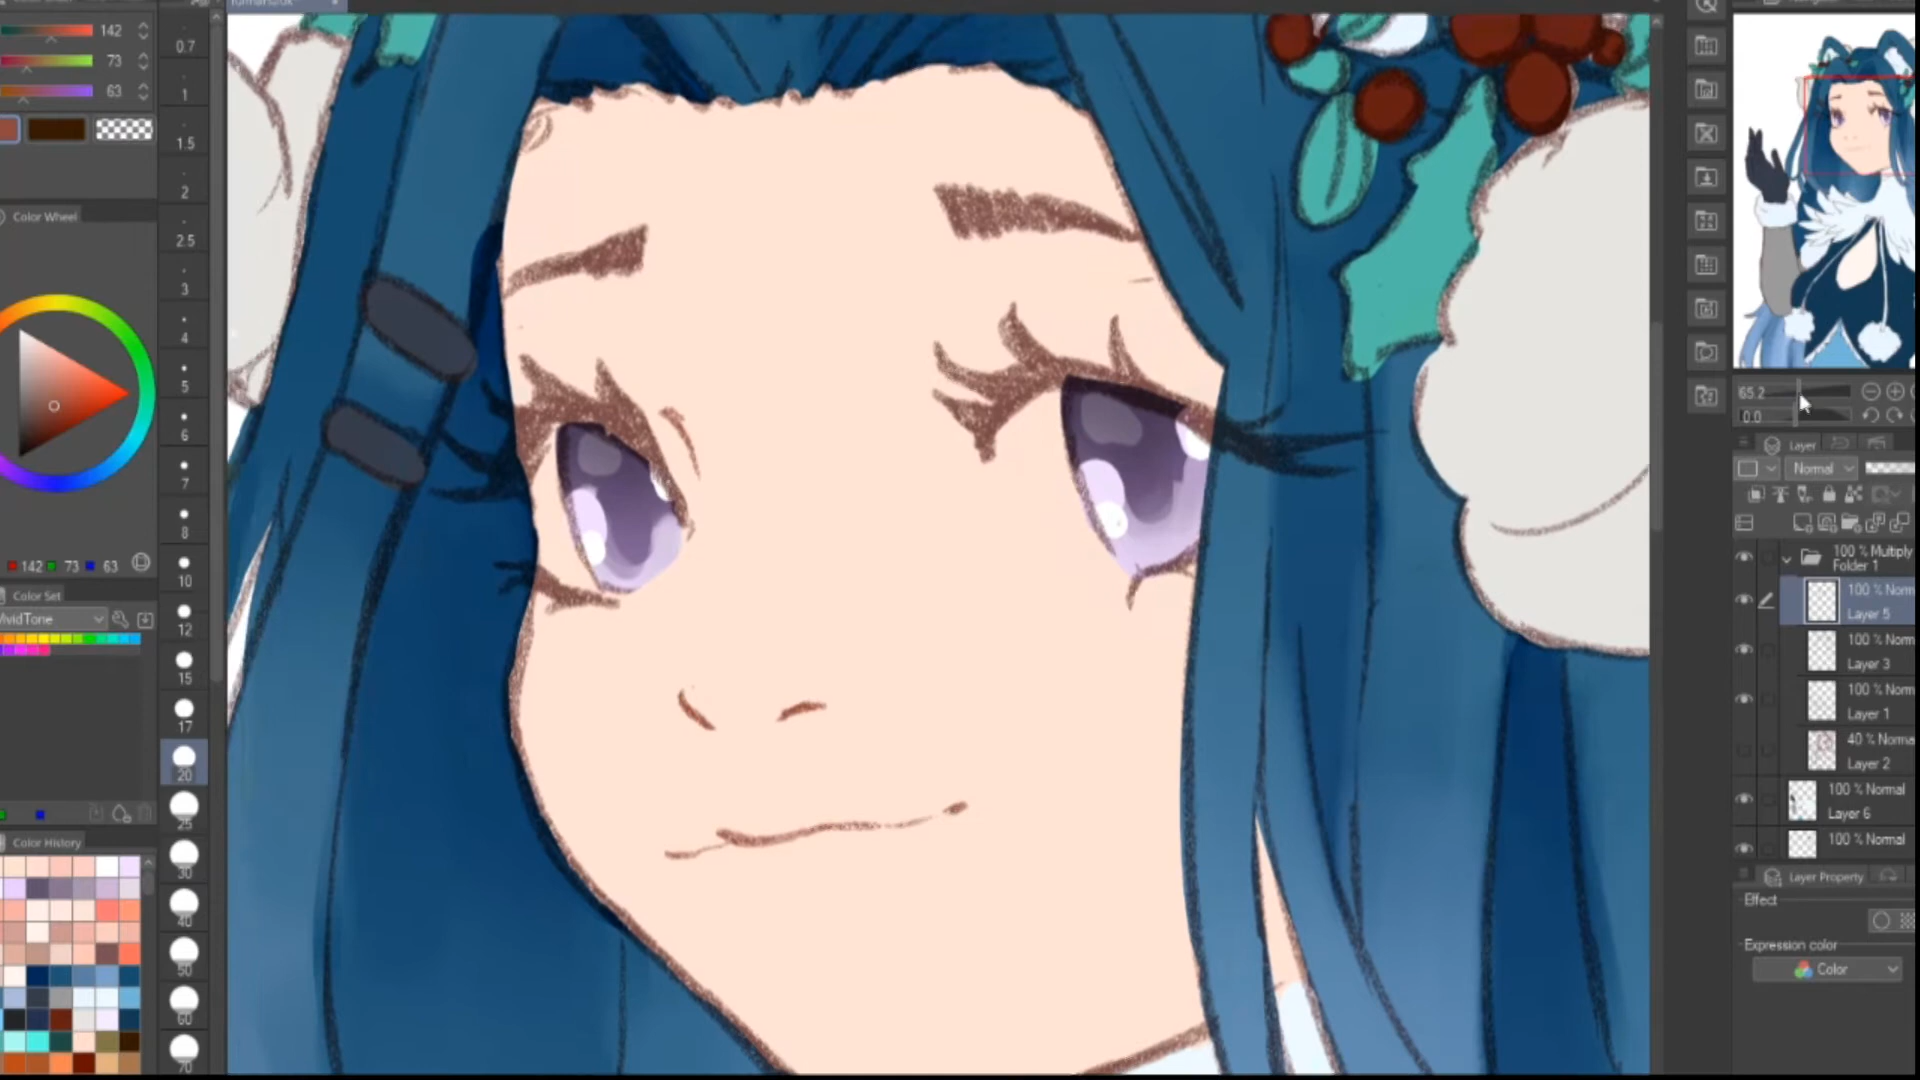 142
73
63
Color Wheel
142 73 63
Color Set
VividTone
Color History
0.7
1
1.5
2
2.5
3
4
5
6
7
8
10
12
15
17
20
25
30
40
50
60
70
65.2
0.0
Layer
Normal
100 % Multiply
Folder 1
100 % Norm
Layer 5
100 % Norm
Layer 3
100 % Norm
Layer 1
40 % Norma
Layer 2
100 % Normal
Layer 6
100 % Normal
Layer Property
Effect
Expression color
Color